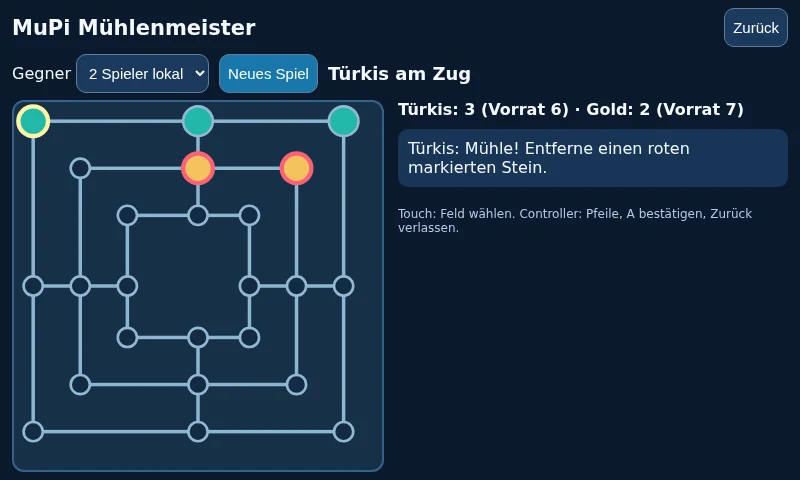 MuPi Mühlenmeister
Zurück
Gegner 2 Spieler lokal Neues Spiel Türkis am Zug
Türkis: 3 (Vorrat 6) · Gold: 2 (Vorrat 7)
Türkis: Mühle! Entferne einen roten
markierten Stein.
Touch: Feld wählen. Controller: Pfeile, A bestätigen, Zurück
verlassen.